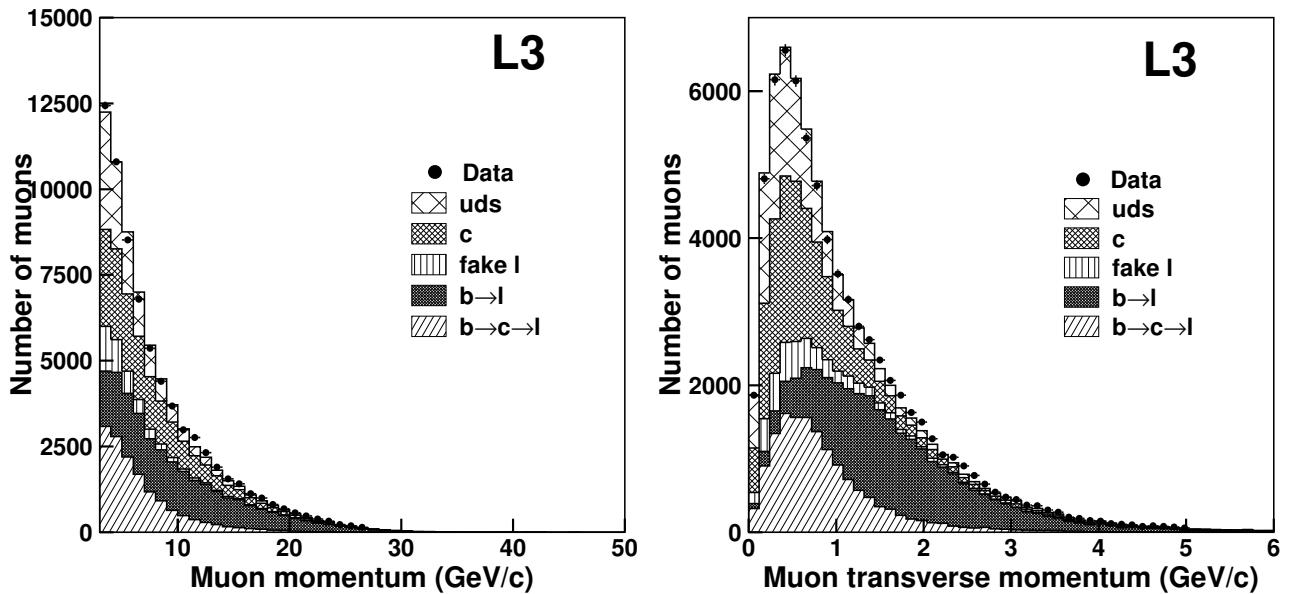 L3
Number of muons
15000
12500
10000
7500
5000
2500
0
Data
uds
c
fake l
b→l
b→c→l
10 20 30 40 50
Muon momentum (GeV/c)
L3
Number of muons
6000
4000
2000
0
Data
uds
c
fake l
b→l
b→c→l
0 1 2 3 4 5 6
Muon transverse momentum (GeV/c)